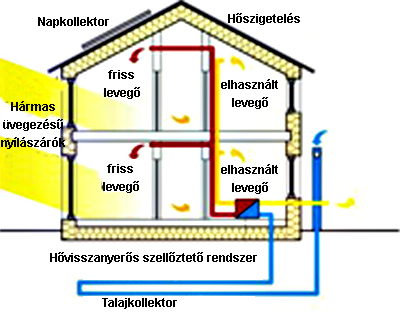 Napkollektor
Hőszigetelés
friss
levegő
elhasznált
levegő
Hármas
üvegezésű
nyílászárók
friss
levegő
elhasznált
levegő
Hővisszanyerős szellőztető rendszer
Talajkollektor